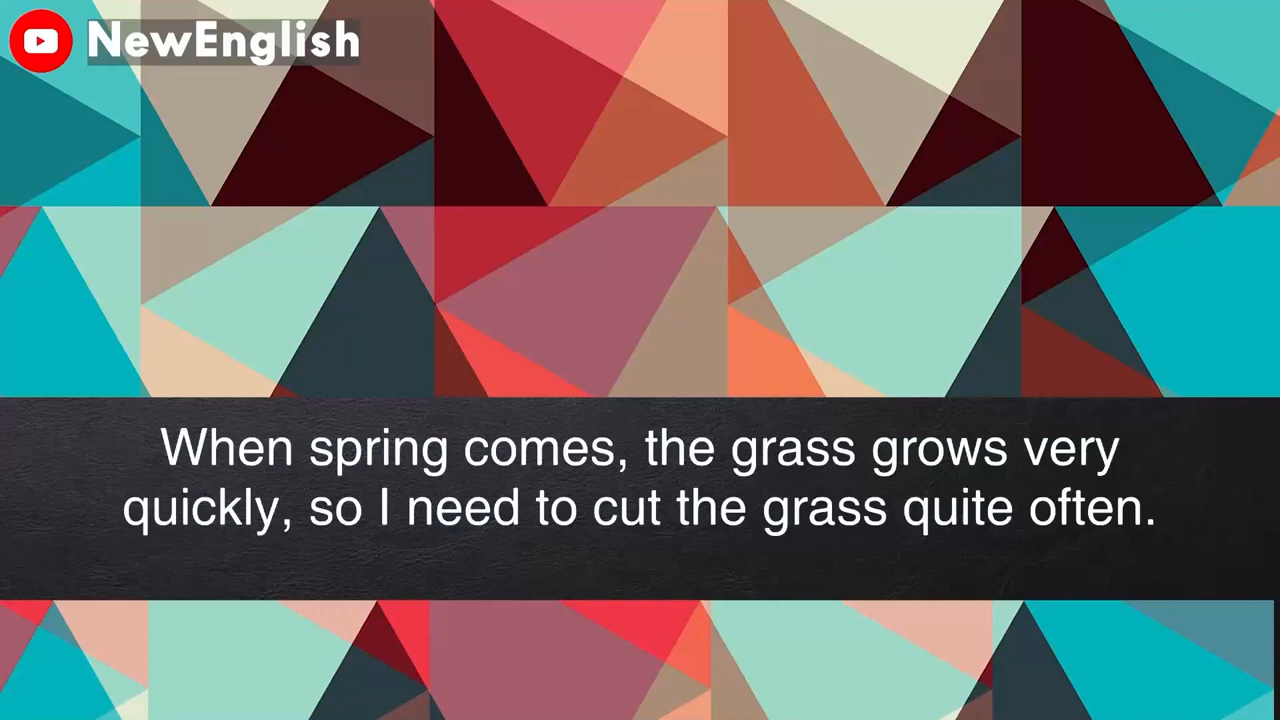 NewEnglish
When spring comes, the grass grows very
quickly, so I need to cut the grass quite often.